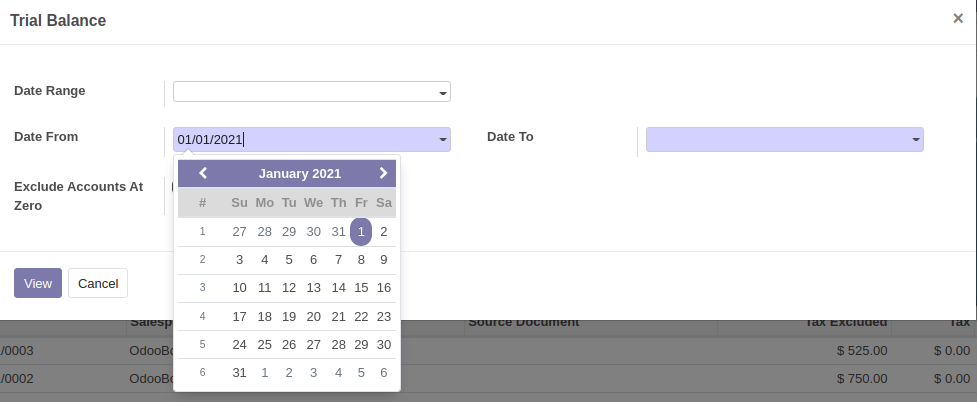 Trial Balance ×
Date Range
Date From 01/01/2021 Date To
January 2021
Exclude Accounts At
Zero
# Su Mo Tu We Th Fr Sa
1 27 28 29 30 31 1 2
2 3 4 5 6 7 8 9
3 10 11 12 13 14 15 16
View Cancel
4 17 18 19 20 21 22 23
Source Document Tax Excluded Tax
5 24 25 26 27 28 29 30
/0003 $ 525.00 $ 0.00
6 31 1 2 3 4 5 6
/0002 $ 750.00 $ 0.00